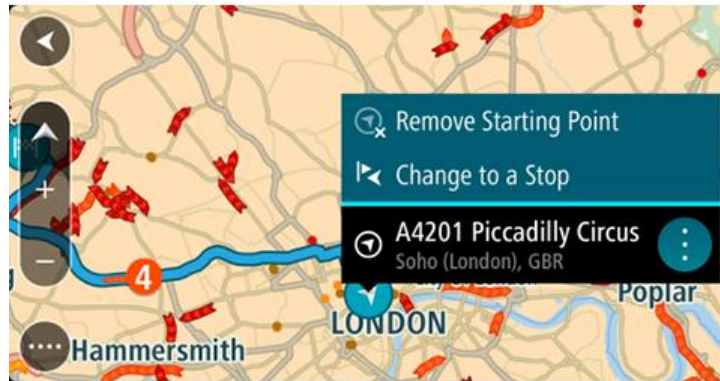 Remove Starting Point
Change to a Stop
A4201 Piccadilly Circus
Soho (London), GBR
4
Poplar
LONDON
Hammersmith